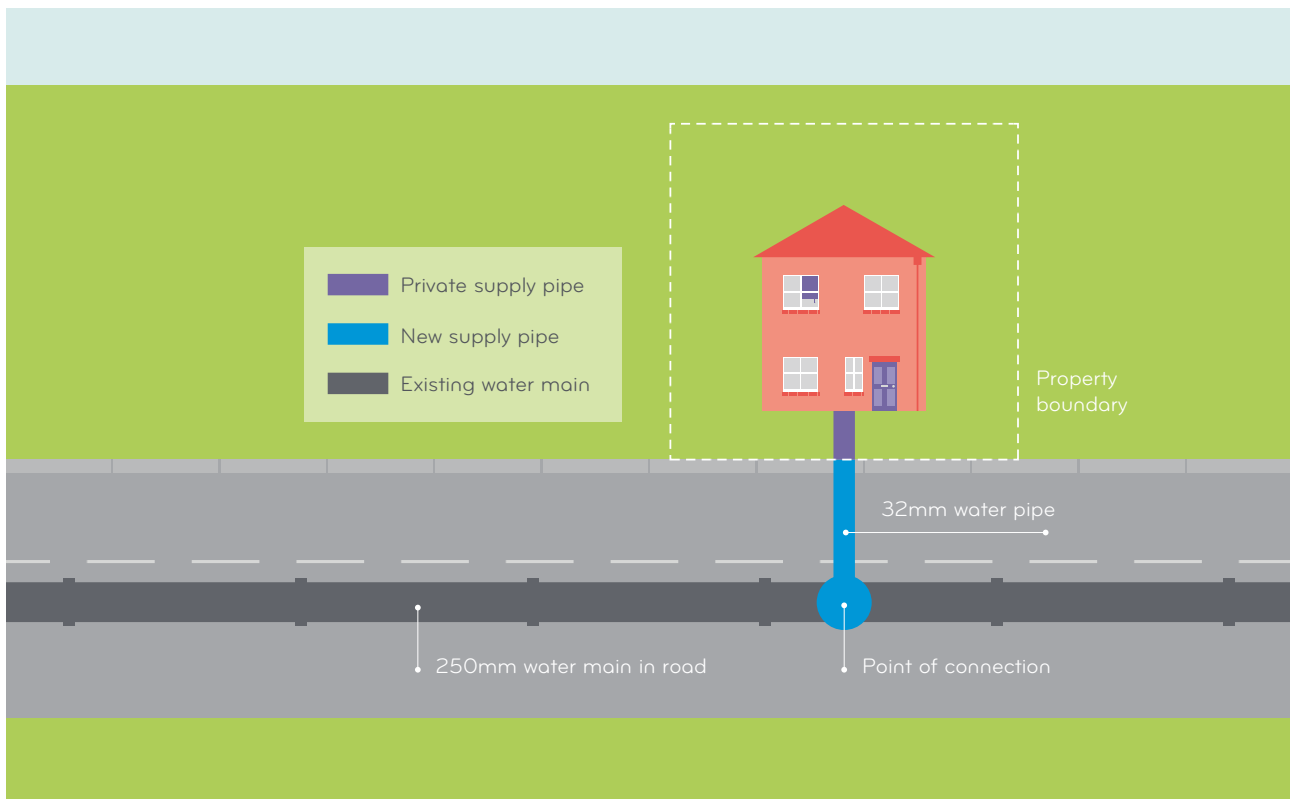 Private supply pipe
New supply pipe
Existing water main
Property
boundary
32mm water pipe
250mm water main in road
Point of connection